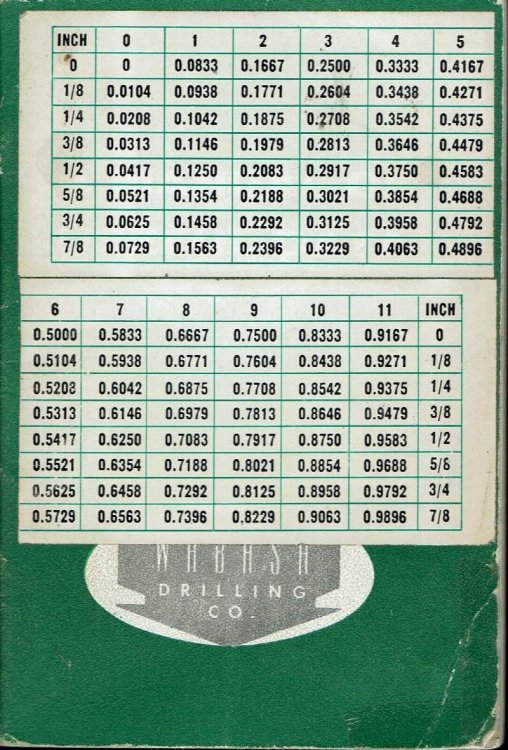 INCH 0 1 2 3 4 5
0 0 0.0833 0.1667 0.2500 0.3333 0.4167
1/8 0.0104 0.0938 0.1771 0.2604 0.3438 0.4271
1/4 0.0208 0.1042 0.1875 0.2708 0.3542 0.4375
3/8 0.0313 0.1146 0.1979 0.2813 0.3646 0.4479
1/2 0.0417 0.1250 0.2083 0.2917 0.3750 0.4583
5/8 0.0521 0.1354 0.2188 0.3021 0.3854 0.4688
3/4 0.0625 0.1458 0.2292 0.3125 0.3958 0.4792
7/8 0.0729 0.1563 0.2396 0.3229 0.4063 0.4896
6 7 8 9 10 11 INCH
0.5000 0.5833 0.6667 0.7500 0.8333 0.9167 0
0.5104 0.5938 0.6771 0.7604 0.8438 0.9271 1/8
0.5208 0.6042 0.6875 0.7708 0.8542 0.9375 1/4
0.5313 0.6146 0.6979 0.7813 0.8646 0.9479 3/8
0.5417 0.6250 0.7083 0.7917 0.8750 0.9583 1/2
0.5521 0.6354 0.7188 0.8021 0.8854 0.9688 5/8
0.5625 0.6458 0.7292 0.8125 0.8958 0.9792 3/4
0.5729 0.6563 0.7396 0.8229 0.9063 0.9896 7/8
WABASH
DRILLING
CO.